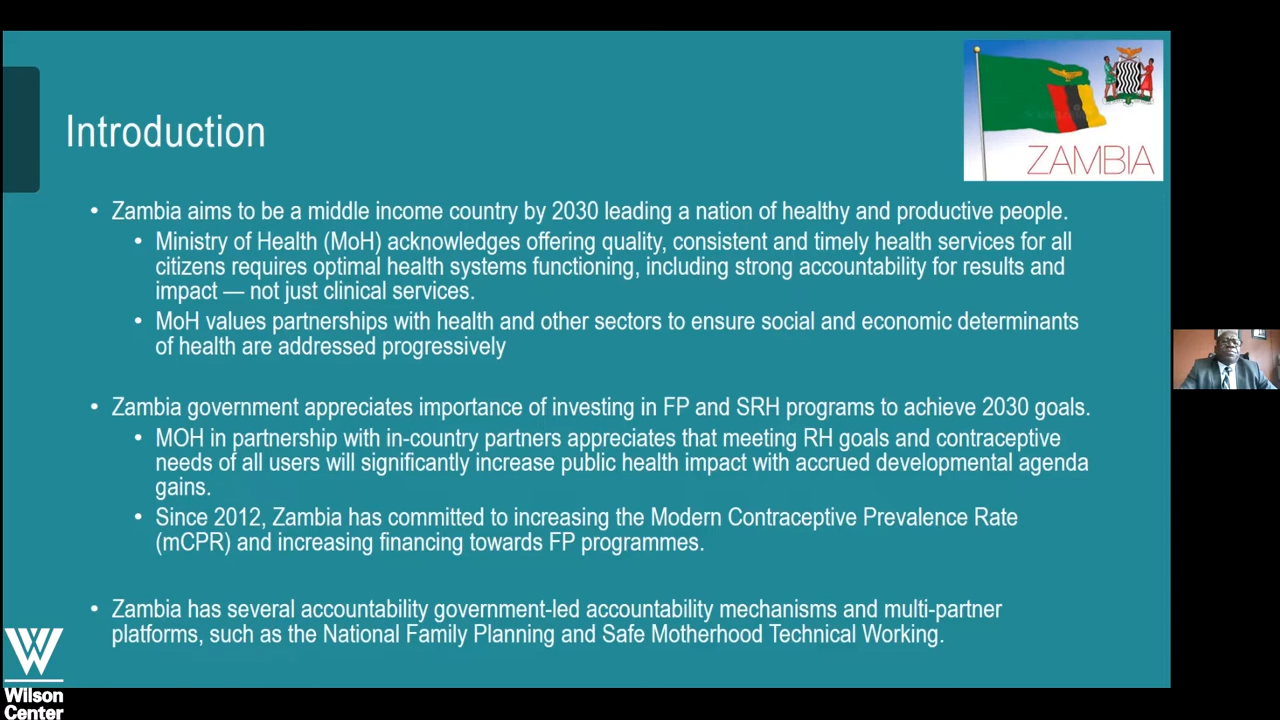 ZAMBIA
Introduction
• Zambia aims to be a middle income country by 2030 leading a nation of healthy and productive people.
• Ministry of Health (MoH) acknowledges offering quality, consistent and timely health services for all
citizens requires optimal health systems functioning, including strong accountability for results and
impact — not just clinical services.
• MoH values partnerships with health and other sectors to ensure social and economic determinants
of health are addressed progressively
• Zambia government appreciates importance of investing in FP and SRH programs to achieve 2030 goals.
• MOH in partnership with in-country partners appreciates that meeting RH goals and contraceptive
needs of all users will significantly increase public health impact with accrued developmental agenda
gains.
• Since 2012, Zambia has committed to increasing the Modern Contraceptive Prevalence Rate
(mCPR) and increasing financing towards FP programmes.
• Zambia has several accountability government-led accountability mechanisms and multi-partner
platforms, such as the National Family Planning and Safe Motherhood Technical Working.
Wilson
Center